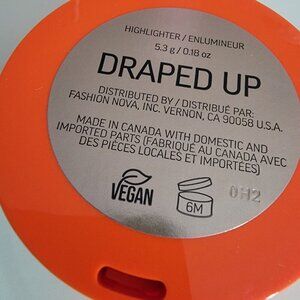 HIGHLIGHTER / ENLUMINEUR
5.3 g / 0.18 oz
DRAPED UP
DISTRIBUTED BY / DISTRIBUÉ PAR:
FASHION NOVA, INC. VERNON, CA 90058 U.S.A.
MADE IN CANADA WITH DOMESTIC AND
IMPORTED PARTS (FABRIQUÉ AU CANADA AVEC
DES PIÈCES LOCALES ET IMPORTÉES)
VEGAN
6M
0H2